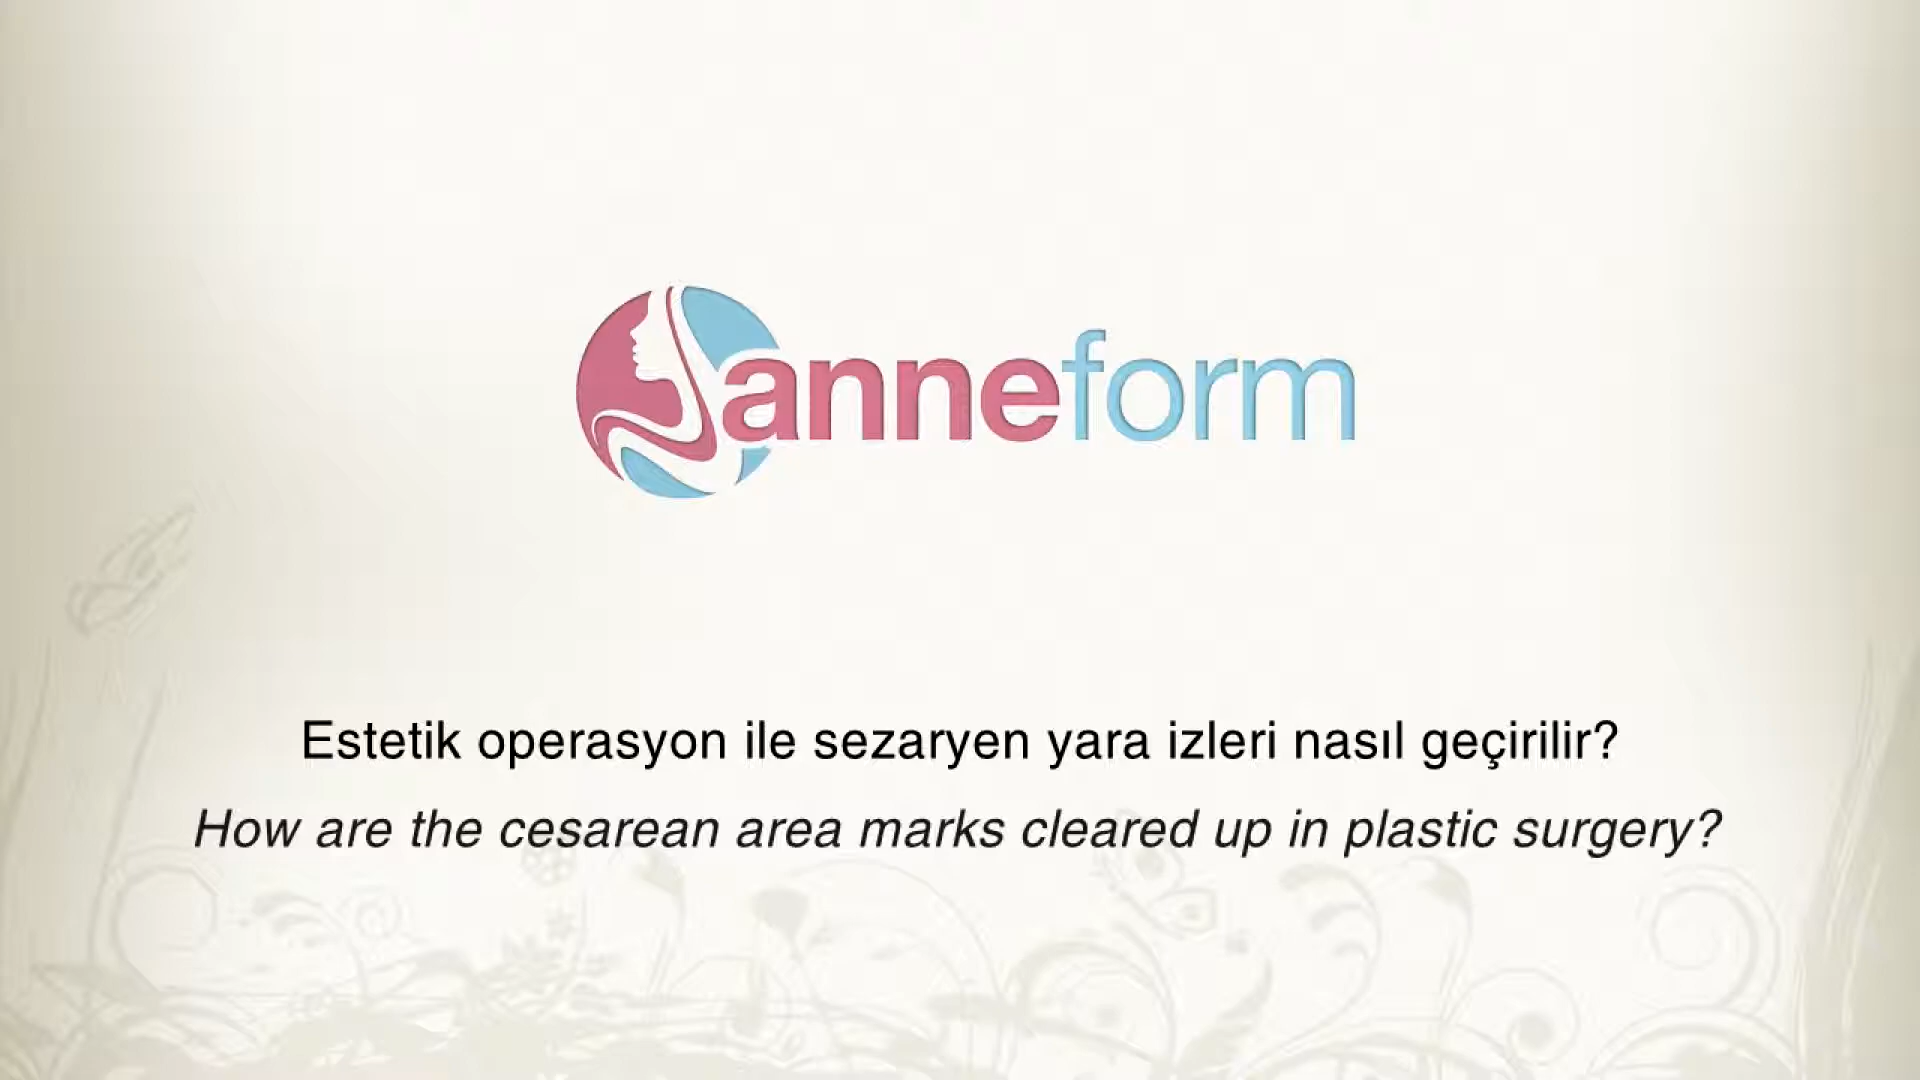 anneform
Estetik operasyon ile sezaryen yara izleri nasıl geçirilir?
How are the cesarean area marks cleared up in plastic surgery?